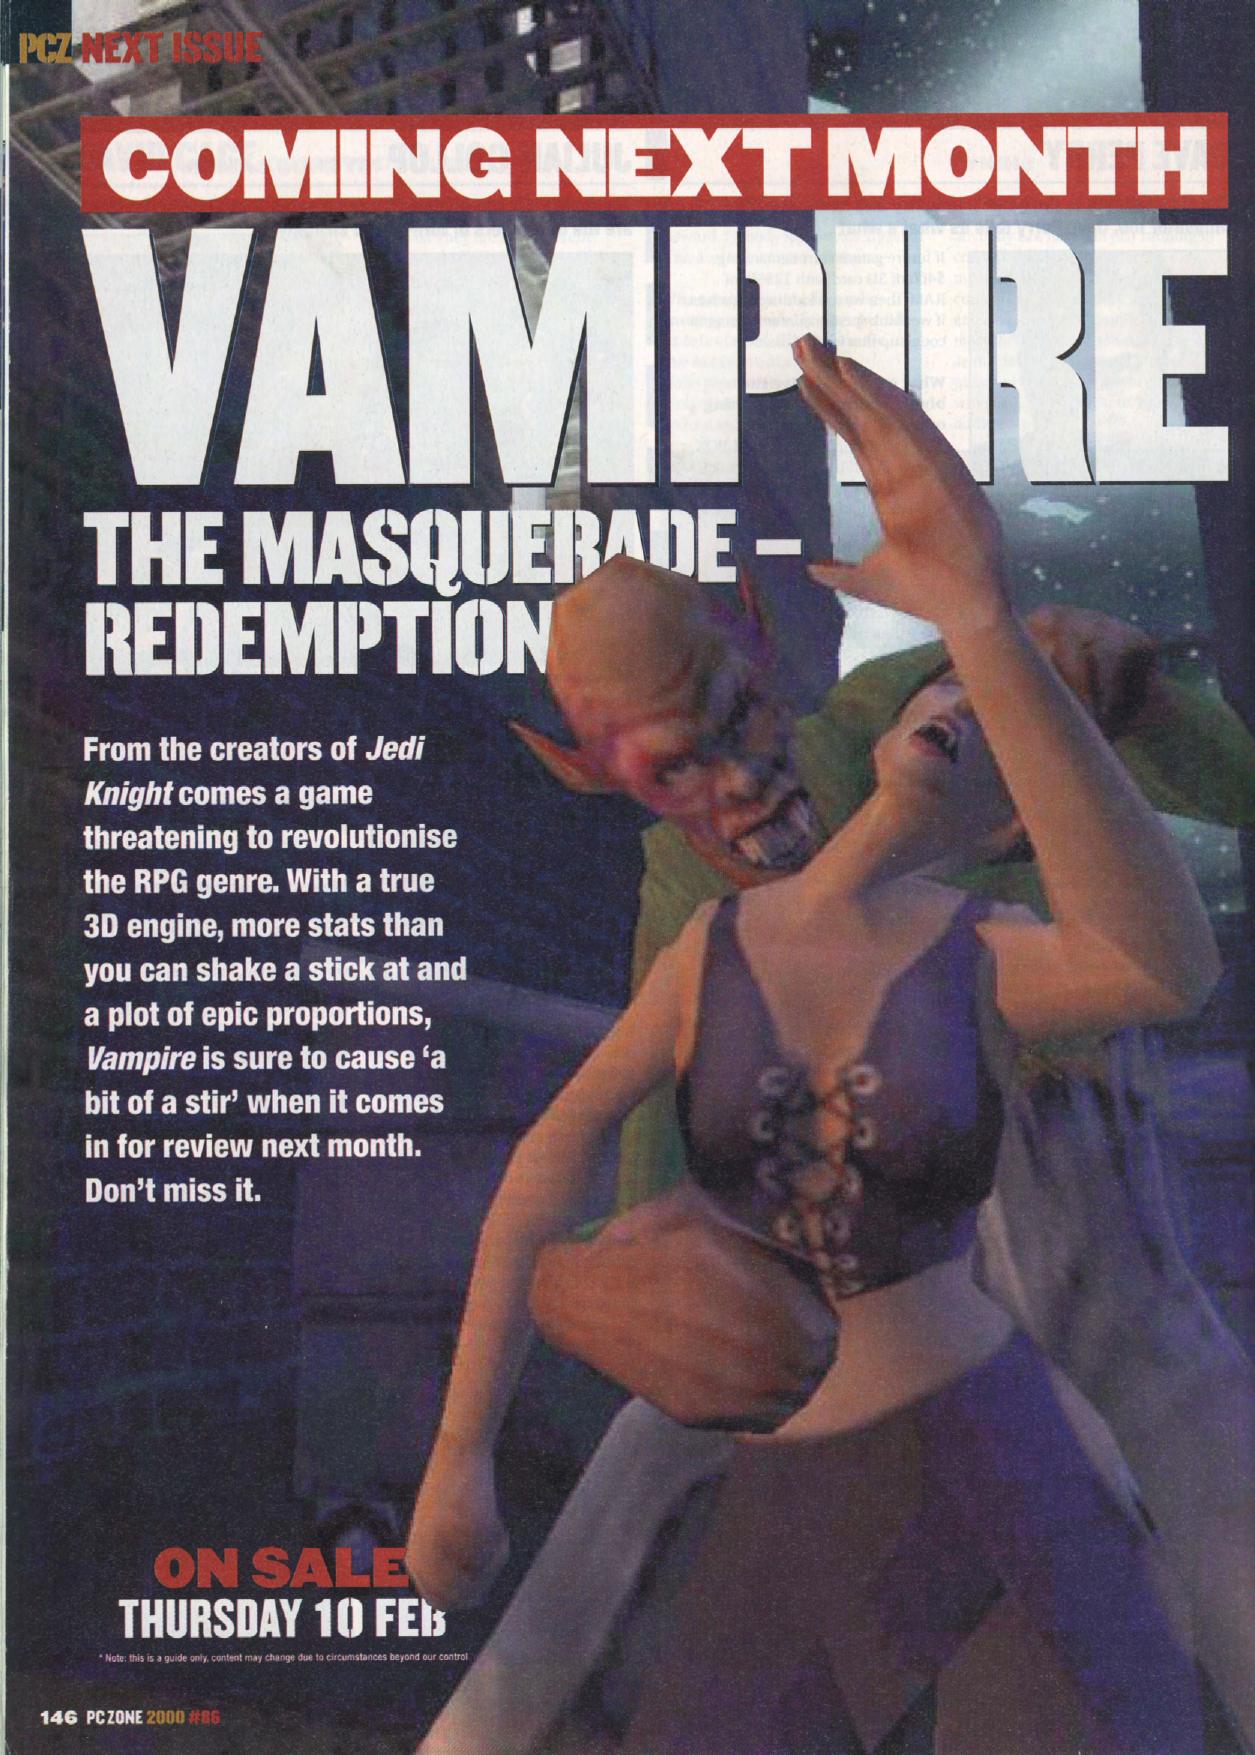 PCZ NEXT ISSUE
COMING NEXT MONTH
VAMPIRE
THE MASQUERADE –
REDEMPTION
From the creators of Jedi
Knight comes a game
threatening to revolutionise
the RPG genre. With a true
3D engine, more stats than
you can shake a stick at and
a plot of epic proportions,
Vampire is sure to cause ‘a
bit of a stir’ when it comes
in for review next month.
Don’t miss it.
ON SALE
THURSDAY 10 FEB
* Note: this is a guide only, content may change due to circumstances beyond our control
146 PCZONE 2000 #86